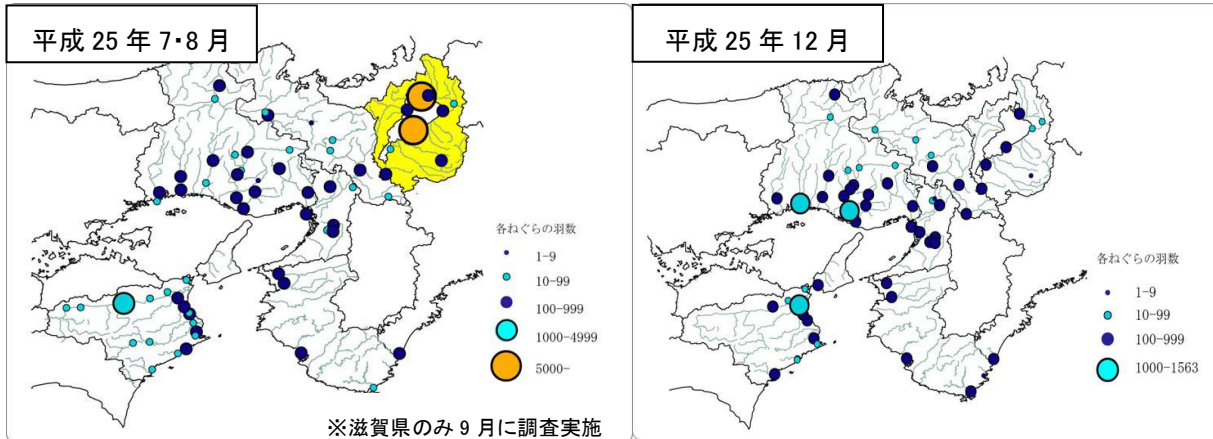 平成 25 年 7・8 月
各ねぐらの羽数
1-9
10-99
100-999
1000-4999
5000-
※滋賀県のみ 9 月に調査実施
平成 25 年 12 月
各ねぐらの羽数
1-9
10-99
100-999
1000-1563